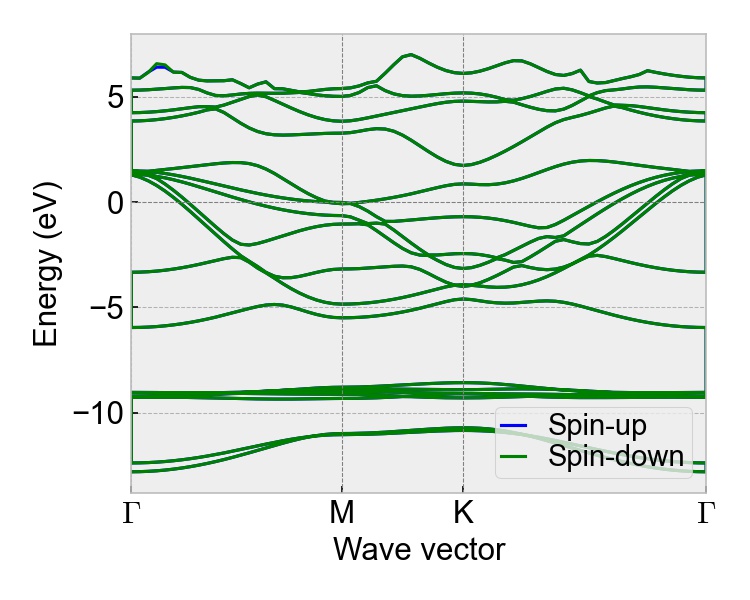 5
0
−5
−10
Energy (eV)
Spin-up
Spin-down
Γ M K Γ
Wave vector